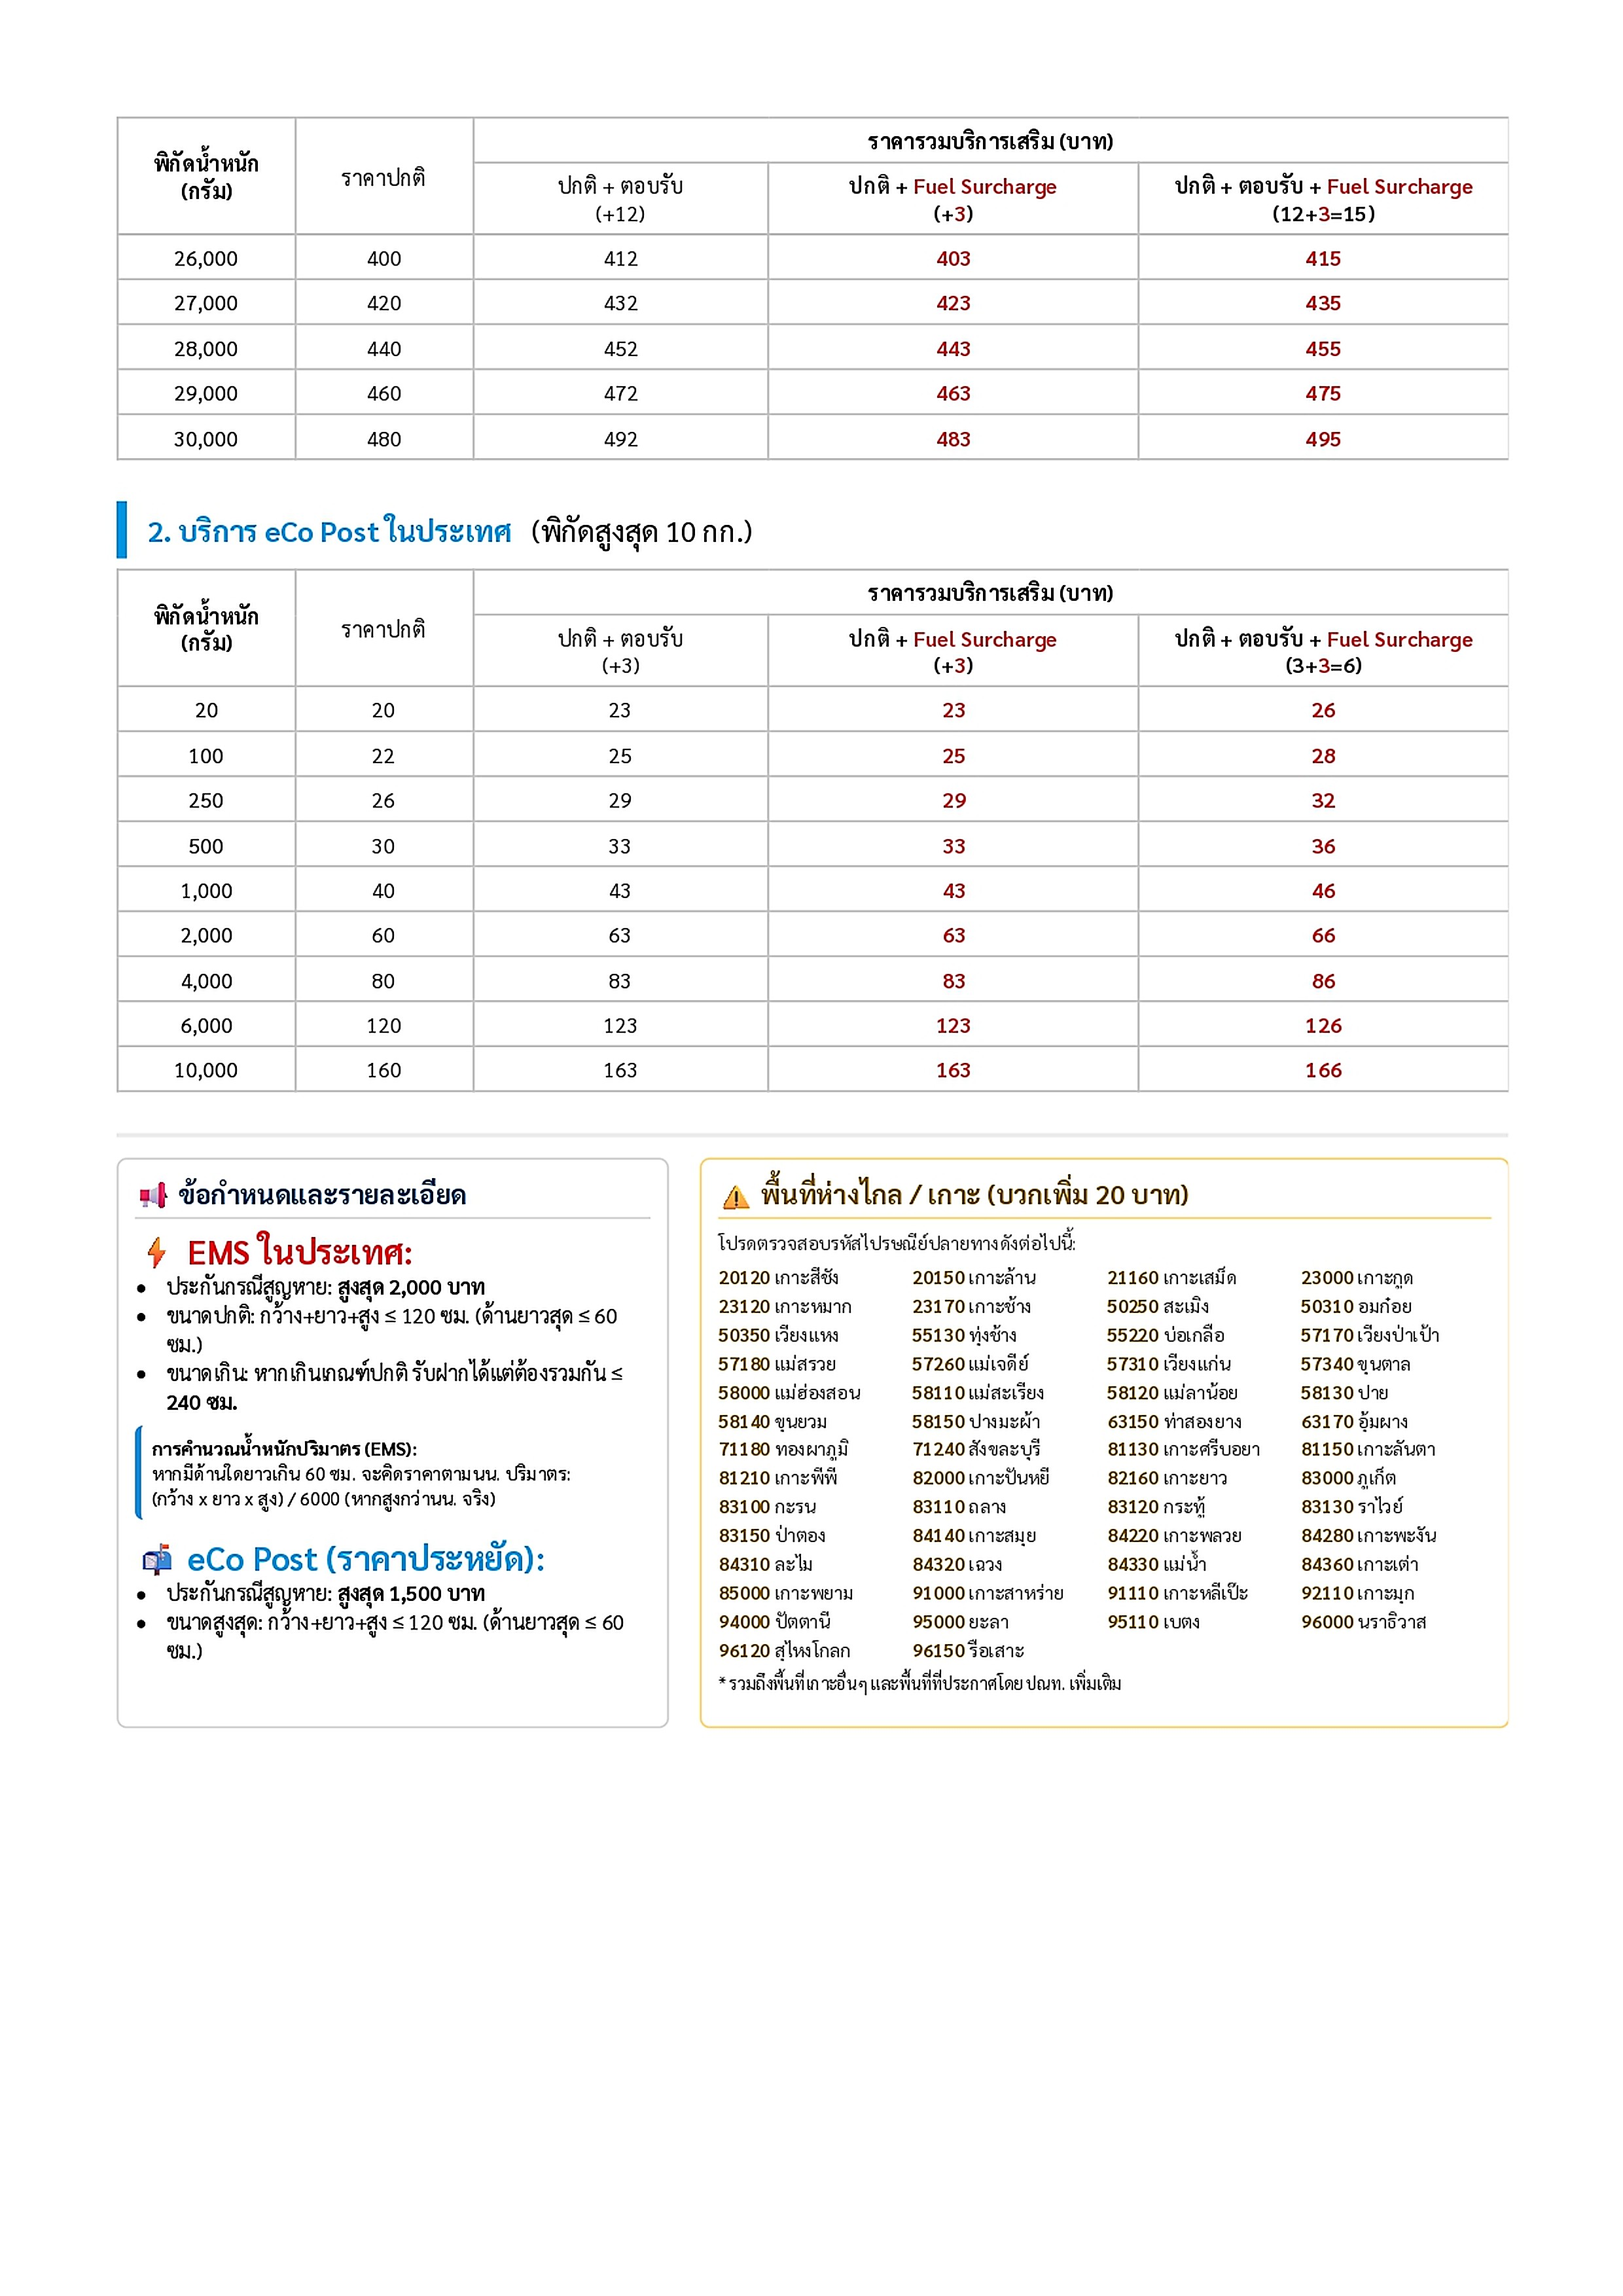 ราคารวมบริการเสริม (บาท)
พิกัดน้ำหนัก (กรัม) ราคาปกติ ปกติ + ตอบรับ (+12) ปกติ + Fuel Surcharge (+3) ปกติ + ตอบรับ + Fuel Surcharge (12+3=15)
26,000 400 412 403 415
27,000 420 432 423 435
28,000 440 452 443 455
29,000 460 472 463 475
30,000 480 492 483 495
2. บริการ eCo Post ในประเทศ (พิกัดสูงสุด 10 กก.)
ราคารวมบริการเสริม (บาท)
พิกัดน้ำหนัก (กรัม) ราคาปกติ ปกติ + ตอบรับ (+3) ปกติ + Fuel Surcharge (+3) ปกติ + ตอบรับ + Fuel Surcharge (3+3=6)
20 20 23 23 26
100 22 25 25 28
250 26 29 29 32
500 30 33 33 36
1,000 40 43 43 46
2,000 60 63 63 66
4,000 80 83 83 86
6,000 120 123 123 126
10,000 160 163 163 166
ข้อกำหนดและรายละเอียด
EMS ในประเทศ:
• ประกันกรณีสูญหาย: สูงสุด 2,000 บาท
• ขนาดปกติ: กว้าง+ยาว+สูง ≤ 120 ซม. (ด้านยาวสุด ≤ 60
ซม.)
• ขนาดเกิน: หากเกินเกณฑ์ปกติ รับฝากได้แต่ต้องรวมกัน ≤
240 ซม.
การคำนวณน้ำหนักปริมาตร (EMS):
หากมีด้านใดยาวเกิน 60 ซม. จะคิดราคาตามนน. ปริมาตร:
(กว้าง x ยาว x สูง) / 6000 (หากสูงกว่านน. จริง)
eCo Post (ราคาประหยัด):
• ประกันกรณีสูญหาย: สูงสุด 1,500 บาท
• ขนาดสูงสุด: กว้าง+ยาว+สูง ≤ 120 ซม. (ด้านยาวสุด ≤ 60
ซม.)
พื้นที่ห่างไกล / เกาะ (บวกเพิ่ม 20 บาท)
โปรดตรวจสอบรหัสไปรษณีย์ปลายทางดังต่อไปนี้:
20120 เกาะสีชัง 20150 เกาะล้าน 21160 เกาะเสม็ด 23000 เกาะกูด
23120 เกาะหมาก 23170 เกาะช้าง 50250 สะเมิง 50310 อมก๋อย
50350 เวียงแหง 55130 ทุ่งช้าง 55220 บ่อเกลือ 57170 เวียงป่าเป้า
57180 แม่สรวย 57260 แม่เจดีย์ 57310 เวียงแก่น 57340 ขุนตาล
58000 แม่ฮ่องสอน 58110 แม่สะเรียง 58120 แม่ลาน้อย 58130 ปาย
58140 ขุนยวม 58150 ปางมะผ้า 63150 ท่าสองยาง 63170 อุ้มผาง
71180 ทองผาภูมิ 71240 สังขละบุรี 81130 เกาะศรีบอยา 81150 เกาะลันตา
81210 เกาะพีพี 82000 เกาะปันหยี 82160 เกาะยาว 83000 ภูเก็ต
83100 กะรน 83110 ถลาง 83120 กระทู้ 83130 ราไวย์
83150 ป่าตอง 84140 เกาะสมุย 84220 เกาะพลวย 84280 เกาะพะงัน
84310 ละไม 84320 เฉวง 84330 แม่น้ำ 84360 เกาะเต่า
85000 เกาะพยาม 91000 เกาะสาหร่าย 91110 เกาะหลีเป๊ะ 92110 เกาะมุก
94000 ปัตตานี 95000 ยะลา 95110 เบตง 96000 นราธิวาส
96120 สุไหงโกลก 96150 รือเสาะ
* รวมถึงพื้นที่เกาะอื่นๆ และพื้นที่ที่ประกาศโดย ปณท. เพิ่มเติม